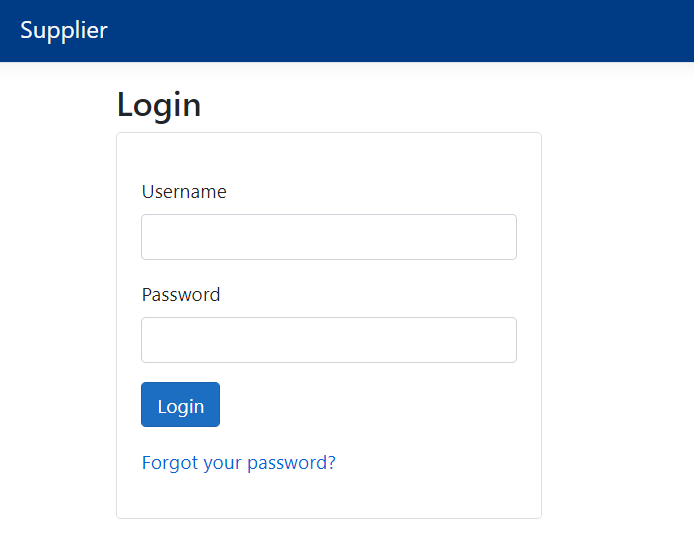 Supplier
Login
Username
Password
Login
Forgot your password?